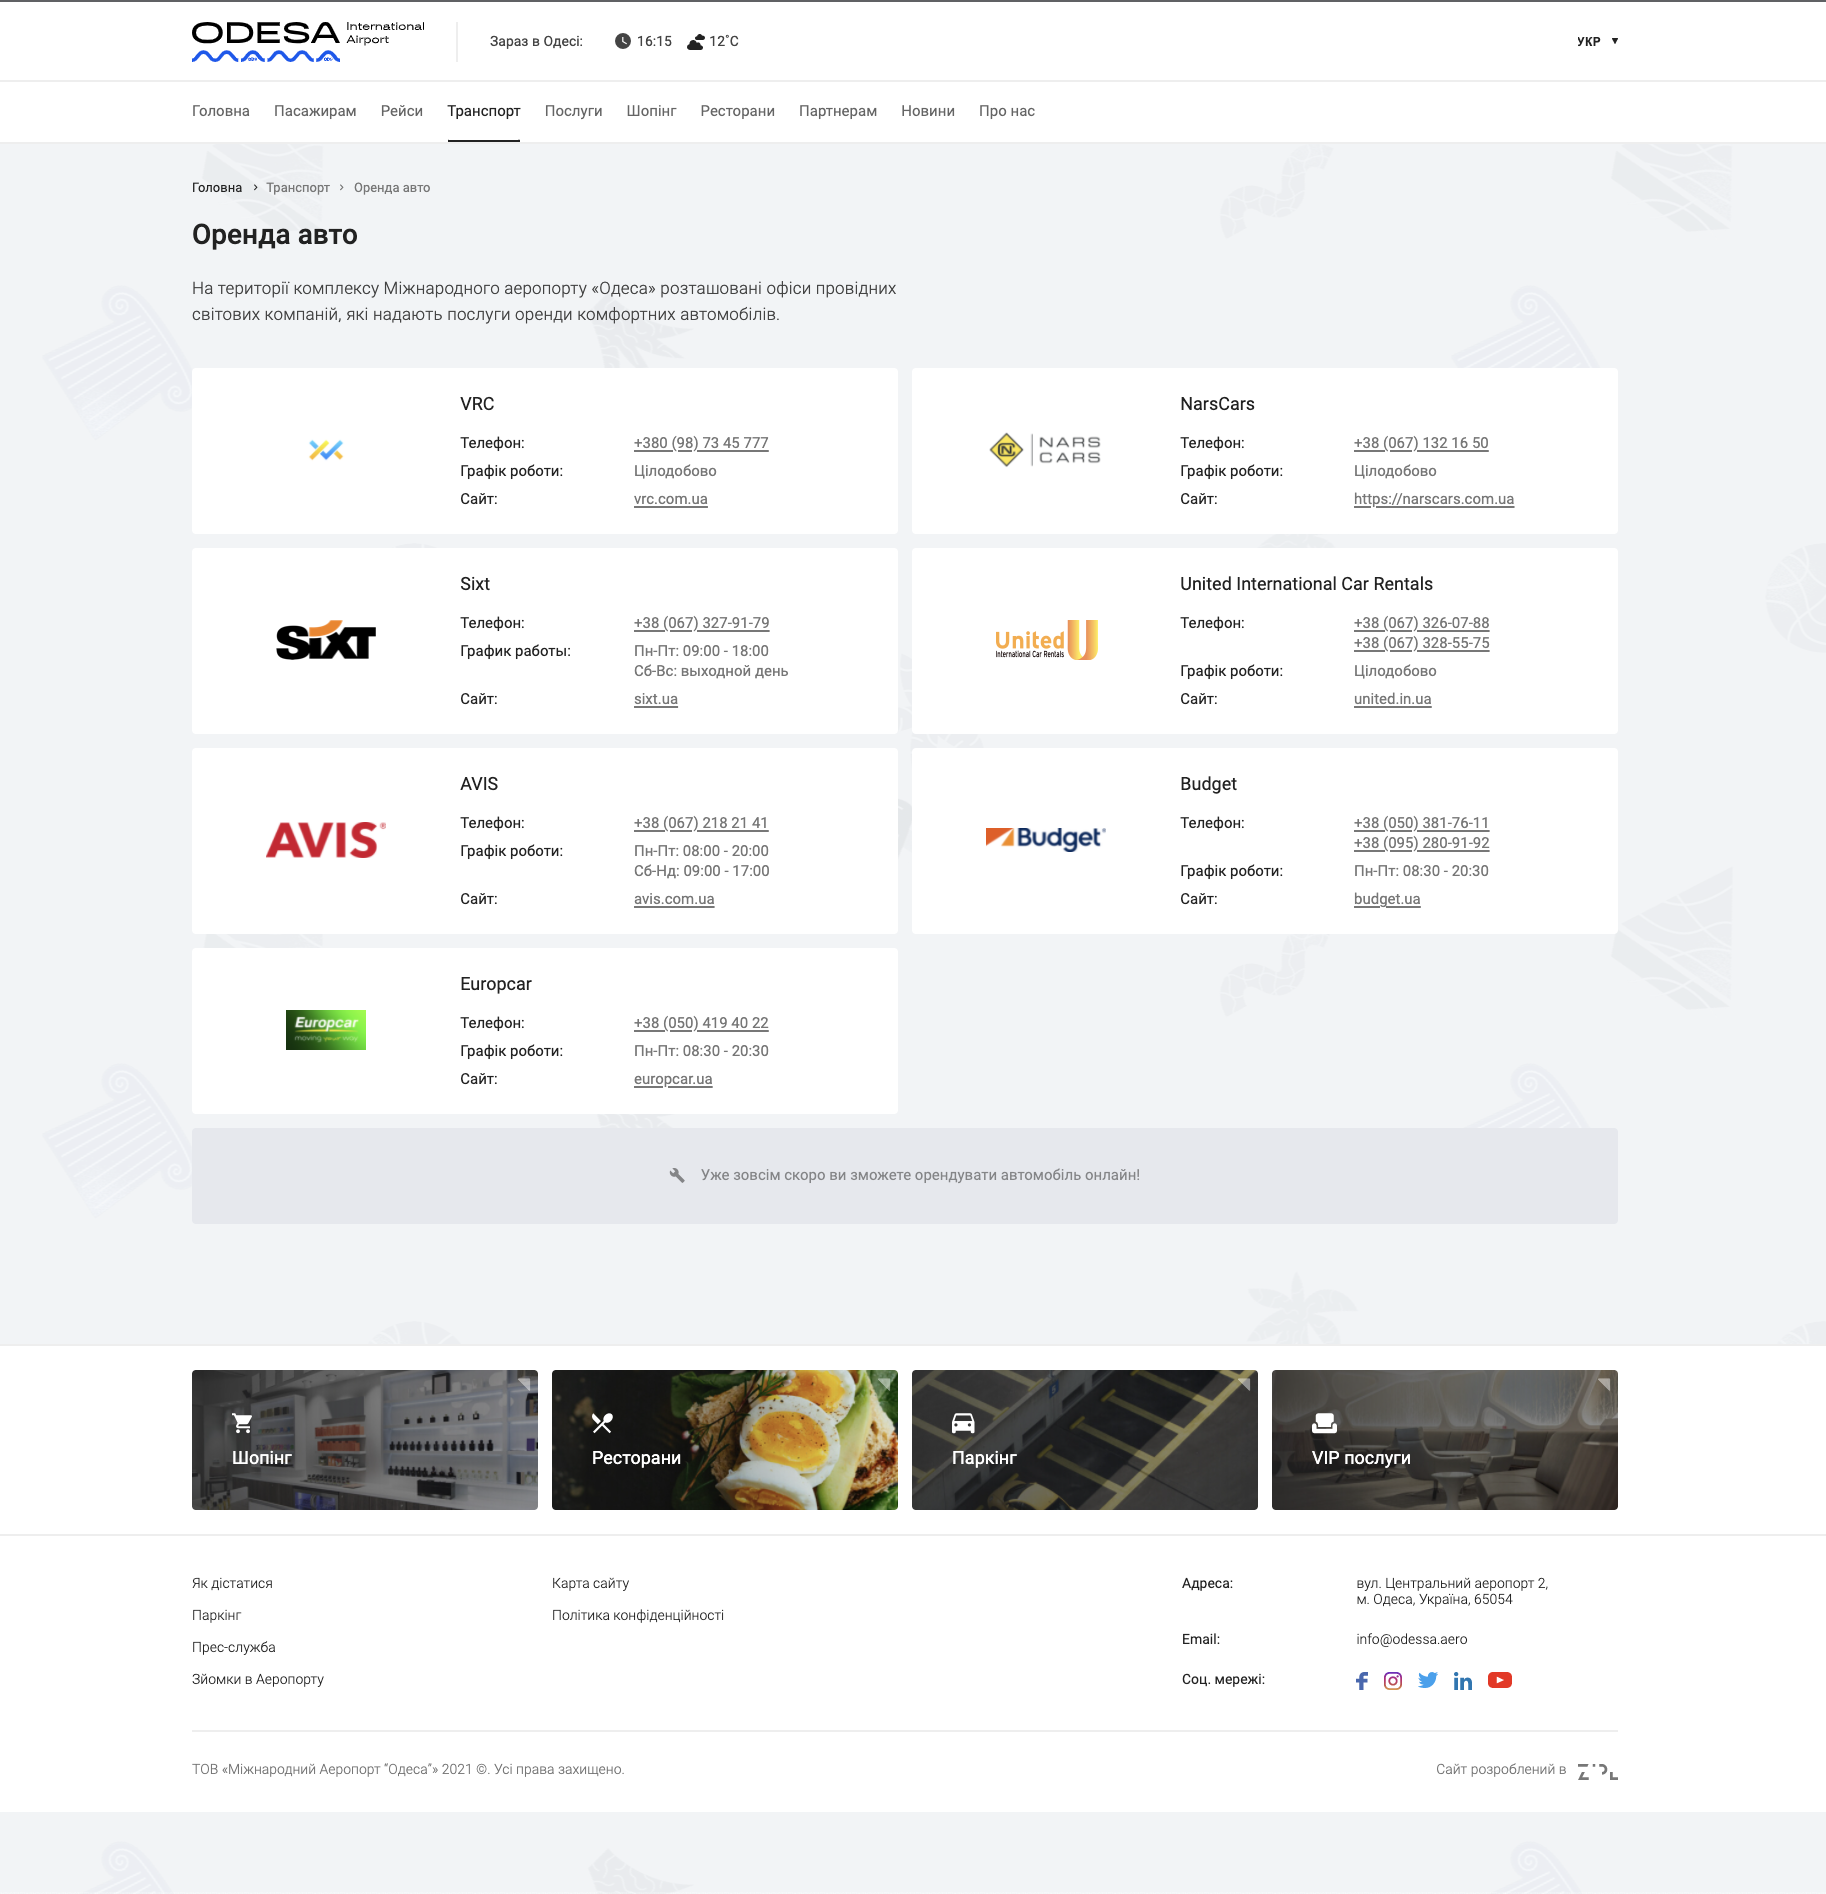 ODESA International Airport
Зараз в Одесі: 16:15 12˚C
УКР
Головна Пасажирам Рейси Транспорт Послуги Шопінг Ресторани Партнерам Новини Про нас
Головна > Транспорт > Оренда авто
Оренда авто
На території комплексу Міжнародного аеропорту «Одеса» розташовані офіси провідних
світових компаній, які надають послуги оренди комфортних автомобілів.
VRC
Телефон: +380 (98) 73 45 777
Графік роботи: Цілодобово
Сайт: vrc.com.ua
NARS CARS
NarsCars
Телефон: +38 (067) 132 16 50
Графік роботи: Цілодобово
Сайт: https://narscars.com.ua
SIXT
Sixt
Телефон: +38 (067) 327-91-79
График работы: Пн-Пт: 09:00 - 18:00
Сб-Вс: выходной день
Сайт: sixt.ua
United International Car Rentals
United International Car Rentals
Телефон: +38 (067) 326-07-88
+38 (067) 328-55-75
Графік роботи: Цілодобово
Сайт: united.in.ua
AVIS®
AVIS
Телефон: +38 (067) 218 21 41
Графік роботи: Пн-Пт: 08:00 - 20:00
Сб-Нд: 09:00 - 17:00
Сайт: avis.com.ua
Budget
Budget
Телефон: +38 (050) 381-76-11
+38 (095) 280-91-92
Графік роботи: Пн-Пт: 08:30 - 20:30
Сайт: budget.ua
Europcar
moving your way
Europcar
Телефон: +38 (050) 419 40 22
Графік роботи: Пн-Пт: 08:30 - 20:30
Сайт: europcar.ua
Уже зовсім скоро ви зможете орендувати автомобіль онлайн!
Шопінг
Ресторани
Паркінг
VIP послуги
Як дістатися
Паркінг
Прес-служба
Зйомки в Аеропорту
Карта сайту
Політика конфіденційності
Адреса: вул. Центральний аеропорт 2,
м. Одеса, Україна, 65054
Email: info@odessa.aero
Соц. мережі:
ТОВ «Міжнародний Аеропорт “Одеса”» 2021 ©. Усі права захищено.
Сайт розроблений в